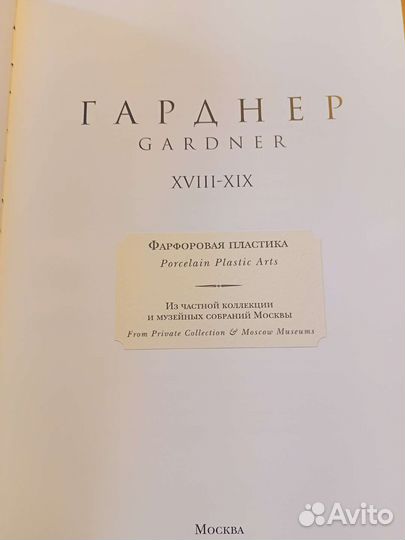 ГАРДНЕР
GARDNER
XVIII-XIX
Фарфоровая пластика
Porcelain Plastic Arts
Из частной коллекции
и музейных собраний Москвы
From Private Collection & Moscow Museums
Москва
Avito